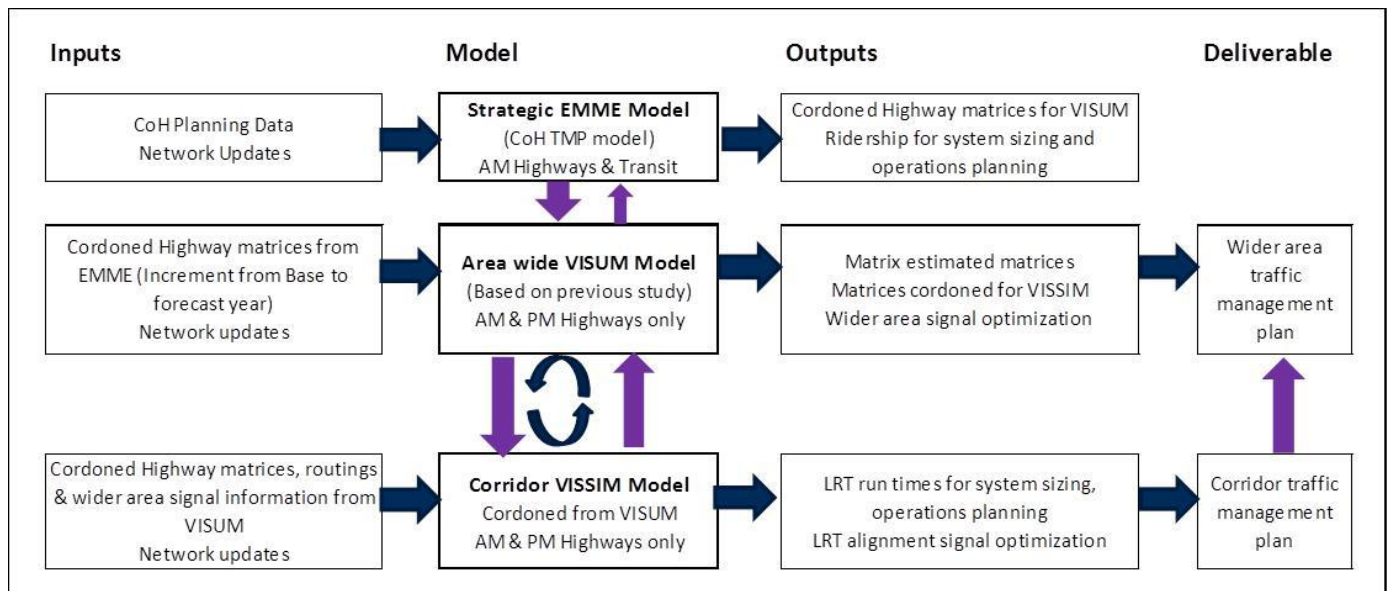 Inputs
Model
Outputs
Deliverable
CoH Planning Data
Network Updates
Strategic EMME Model
(CoH TMP model)
AM Highways & Transit
Cordoned Highway matrices for VISUM
Ridership for system sizing and
operations planning
Cordoned Highway matrices from
EMME (Increment from Base to
forecast year)
Network updates
Area wide VISUM Model
(Based on previous study)
AM & PM Highways only
Matrix estimated matrices
Matrices cordoned for VISSIM
Wider area signal optimization
Wider area
traffic
management
plan
Cordoned Highway matrices, routings
& wider area signal information from
VISUM
Network updates
Corridor VISSIM Model
Cordoned from VISUM
AM & PM Highways only
LRT run times for system sizing,
operations planning
LRT alignment signal optimization
Corridor traffic
management
plan